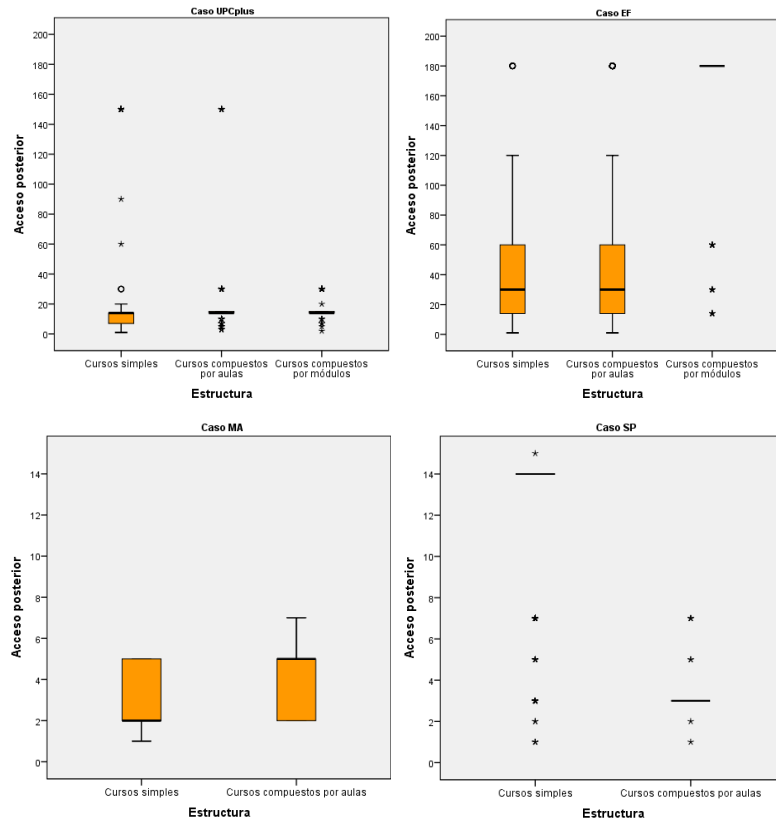 Caso UPCplus
Acceso posterior
200
180
160
140
120
100
80
60
40
20
0
Cursos simples
Cursos compuestos
por aulas
Cursos compuestos
por módulos
Estructura
Caso EF
Acceso posterior
200
180
160
140
120
100
80
60
40
20
0
Cursos simples
Cursos compuestos
por aulas
Cursos compuestos
por módulos
Estructura
Caso MA
Acceso posterior
14
12
10
8
6
4
2
0
Cursos simples
Cursos compuestos por aulas
Estructura
Caso SP
Acceso posterior
14
12
10
8
6
4
2
0
Cursos simples
Cursos compuestos por aulas
Estructura